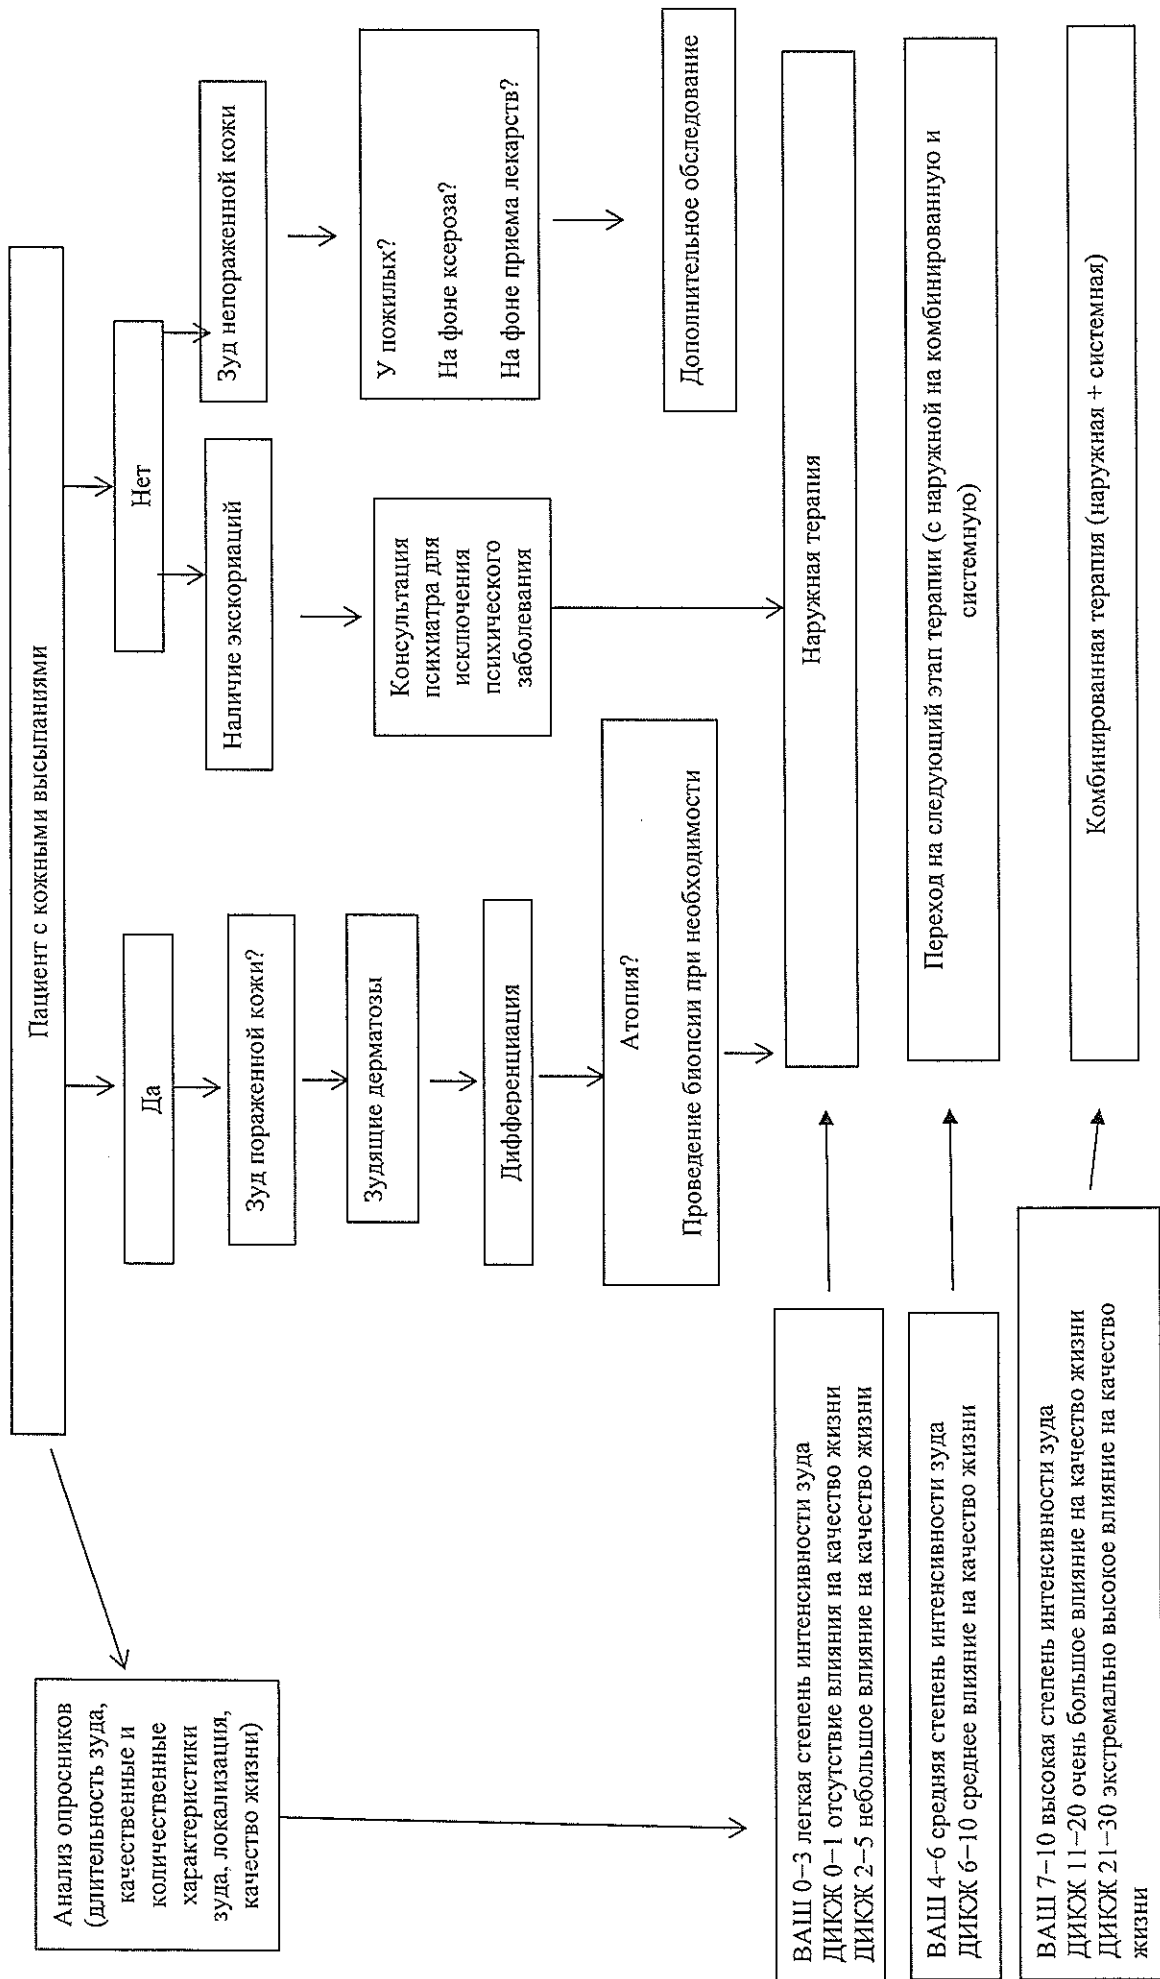 Пациент с кожными высыпаниями
Да
Нет
Зуд пораженной кожи?
Наличие экскориаций
Зуд непораженной кожи
Анализ опросников
(длительность зуда,
качественные и
количественные
характеристики
зуда, локализация,
качество жизни)
Зудящие дерматозы
Консультация
психиатра для
исключения
психического
заболевания
У пожилых?
На фоне ксероза?
На фоне приема лекарств?
Дифференциация
Атопия?
Проведение биопсии при необходимости
Дополнительное обследование
ВАШ 0–3 легкая степень интенсивности зуда
ДИКЖ 0–1 отсутствие влияния на качество жизни
ДИКЖ 2–5 небольшое влияние на качество жизни
Наружная терапия
ВАШ 4–6 средняя степень интенсивности зуда
ДИКЖ 6–10 среднее влияние на качество жизни
Переход на следующий этап терапии (с наружной на комбинированную и
системную)
ВАШ 7–10 высокая степень интенсивности зуда
ДИКЖ 11–20 очень большое влияние на качество жизни
ДИКЖ 21–30 экстремально высокое влияние на качество
жизни
Комбинированная терапия (наружная + системная)